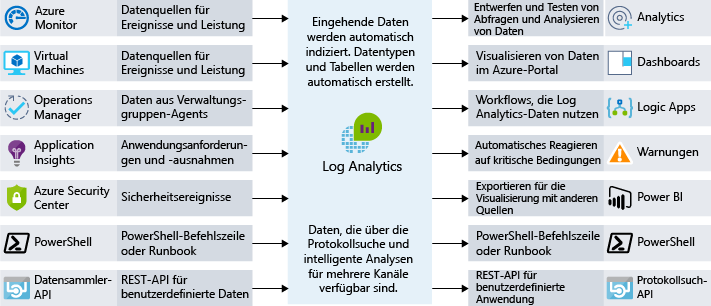 Azure
Monitor
Datenquellen für
Ereignisse und Leistung
Virtual
Machines
Datenquellen für
Ereignisse und Leistung
Operations
Manager
Daten aus Verwaltungs-
gruppen-Agents
Application
Insights
Anwendungsanforderun-
gen und -ausnahmen
Azure Security
Center
Sicherheitsereignisse
PowerShell
PowerShell-Befehlszeile
oder Runbook
Datensammler-
API
REST-API für
benutzerdefinierte Daten
Eingehende Daten
werden automatisch
indiziert. Datentypen
und Tabellen werden
automatisch erstellt.
Log Analytics
Daten, die über die
Protokollsuche und
intelligente Analysen
für mehrere Kanäle
verfügbar sind.
Entwerfen und Testen von
Abfragen und Analysieren
von Daten
Analytics
Visualisieren von Daten
im Azure-Portal
Dashboards
Workflows, die Log
Analytics-Daten nutzen
Logic Apps
Automatisches Reagieren
auf kritische Bedingungen
Warnungen
Exportieren für die
Visualisierung mit anderen
Quellen
Power BI
PowerShell-Befehlszeile
oder Runbook
PowerShell
REST-API für
benutzerdefinierte
Anwendung
Protokollsuch-
API